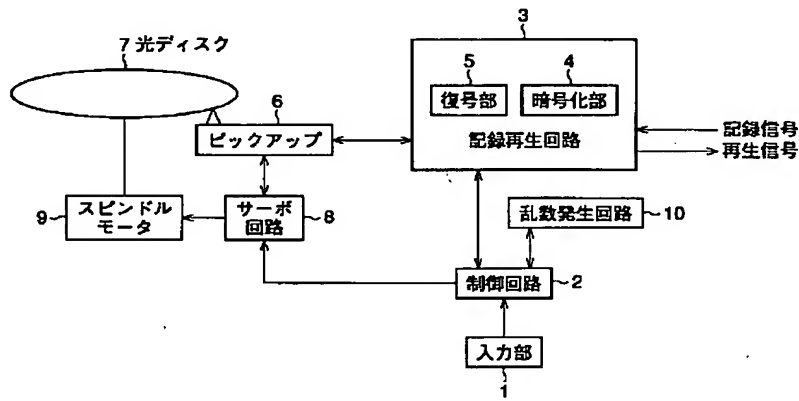 3
7 光ディスク
5
4
復号部
暗号化部
6
ピックアップ
記録再生回路
記録信号
再生信号
9
スピンドル
モータ
サーボ
回路
8
乱数発生回路
10
制御回路
2
入力部
1